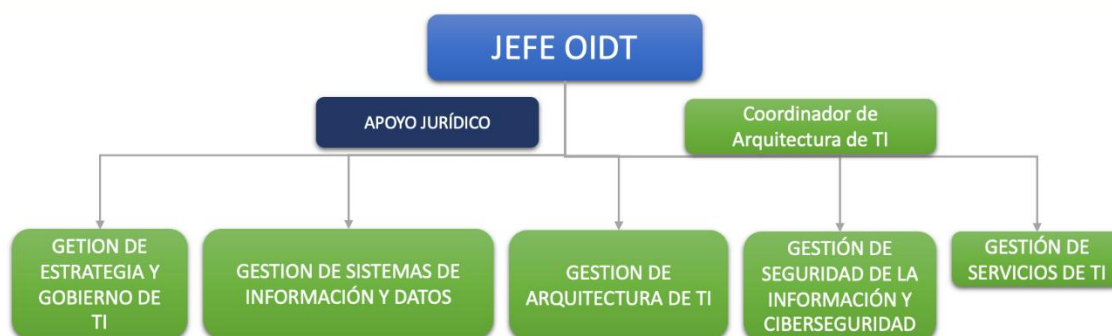 JEFE OIDT
APOYO JURÍDICO
Coordinador de
Arquitectura de TI
GETION DE
ESTRATEGIA Y
GOBIERNO DE
TI
GESTION DE SISTEMAS DE
INFORMACIÓN Y DATOS
GESTION DE
ARQUITECTURA DE TI
GESTIÓN DE
SEGURIDAD DE LA
INFORMACIÓN Y
CIBERSEGURIDAD
GESTIÓN DE
SERVICIOS DE TI